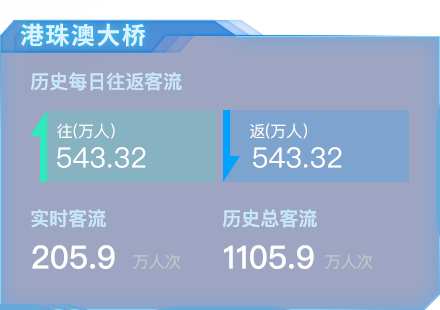 港珠澳大桥
历史每日往返客流
往(万人) 返(万人)
543.32 543.32
实时客流 历史总客流
205.9 万人次 1105.9 万人次